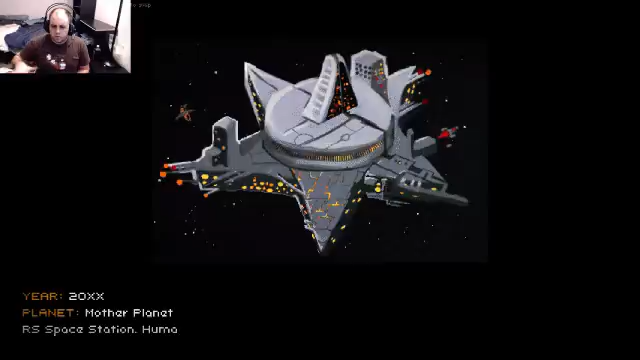 YEAR: 20XX
PLANET: Mother Planet
RS Space Station. Huma